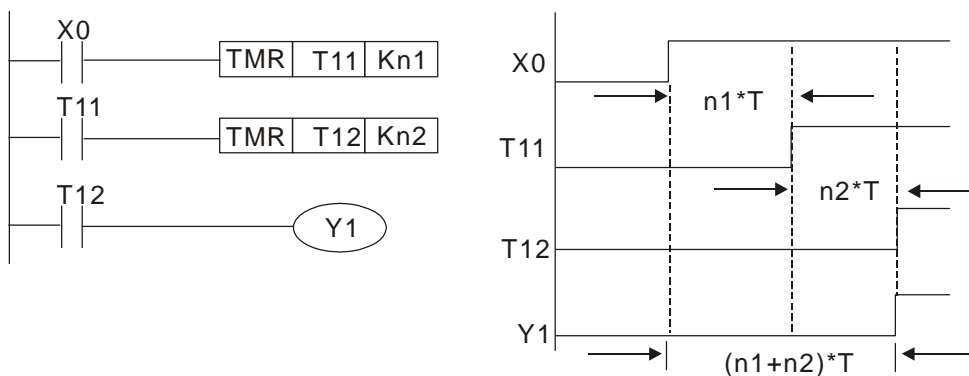 X0
TMR T11 Kn1
T11
TMR T12 Kn2
T12
Y1
X0
n1*T
T11
n2*T
T12
Y1
(n1+n2)*T